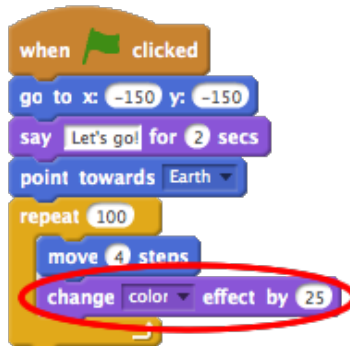 when clicked
go to x: -150 y: -150
say Let's go! for 2 secs
point towards Earth
repeat 100
move 4 steps
change color effect by 25